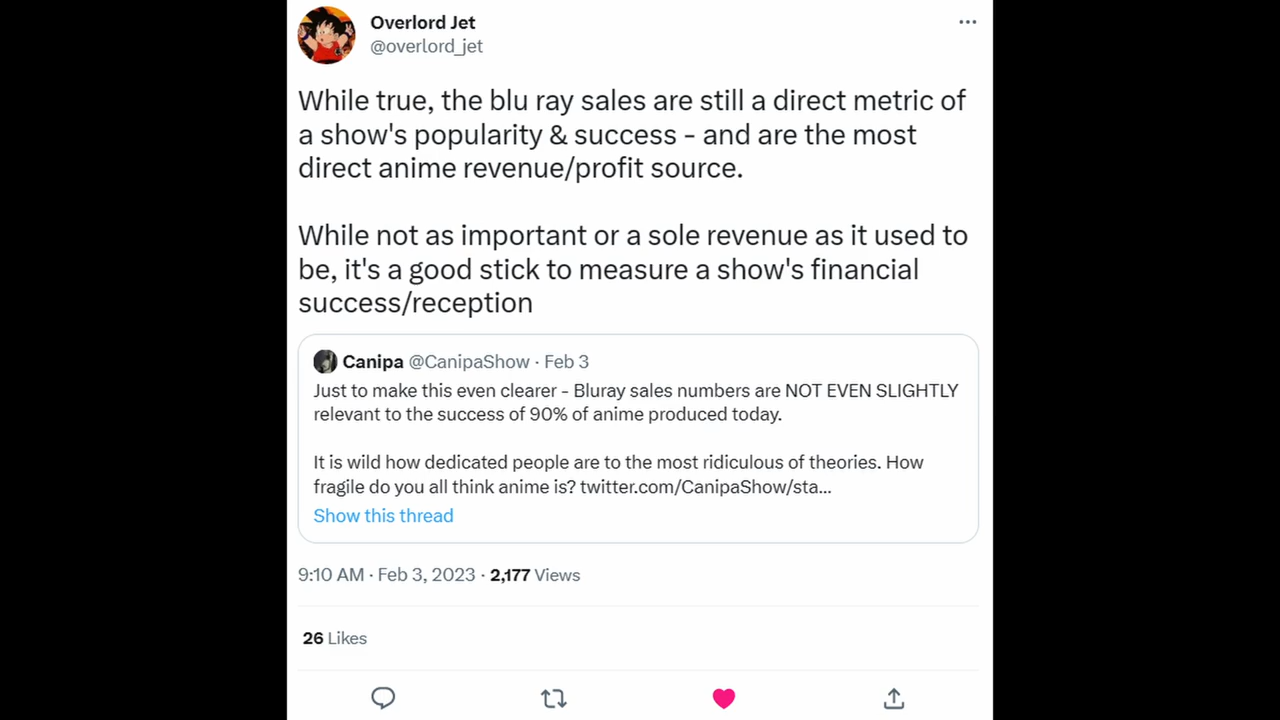 Overlord Jet
@overlord_jet
While true, the blu ray sales are still a direct metric of
a show's popularity & success - and are the most
direct anime revenue/profit source.
While not as important or a sole revenue as it used to
be, it's a good stick to measure a show's financial
success/reception
Canipa @CanipaShow · Feb 3
Just to make this even clearer - Bluray sales numbers are NOT EVEN SLIGHTLY
relevant to the success of 90% of anime produced today.
It is wild how dedicated people are to the most ridiculous of theories. How
fragile do you all think anime is? twitter.com/CanipaShow/sta...
Show this thread
9:10 AM · Feb 3, 2023 · 2,177 Views
26 Likes